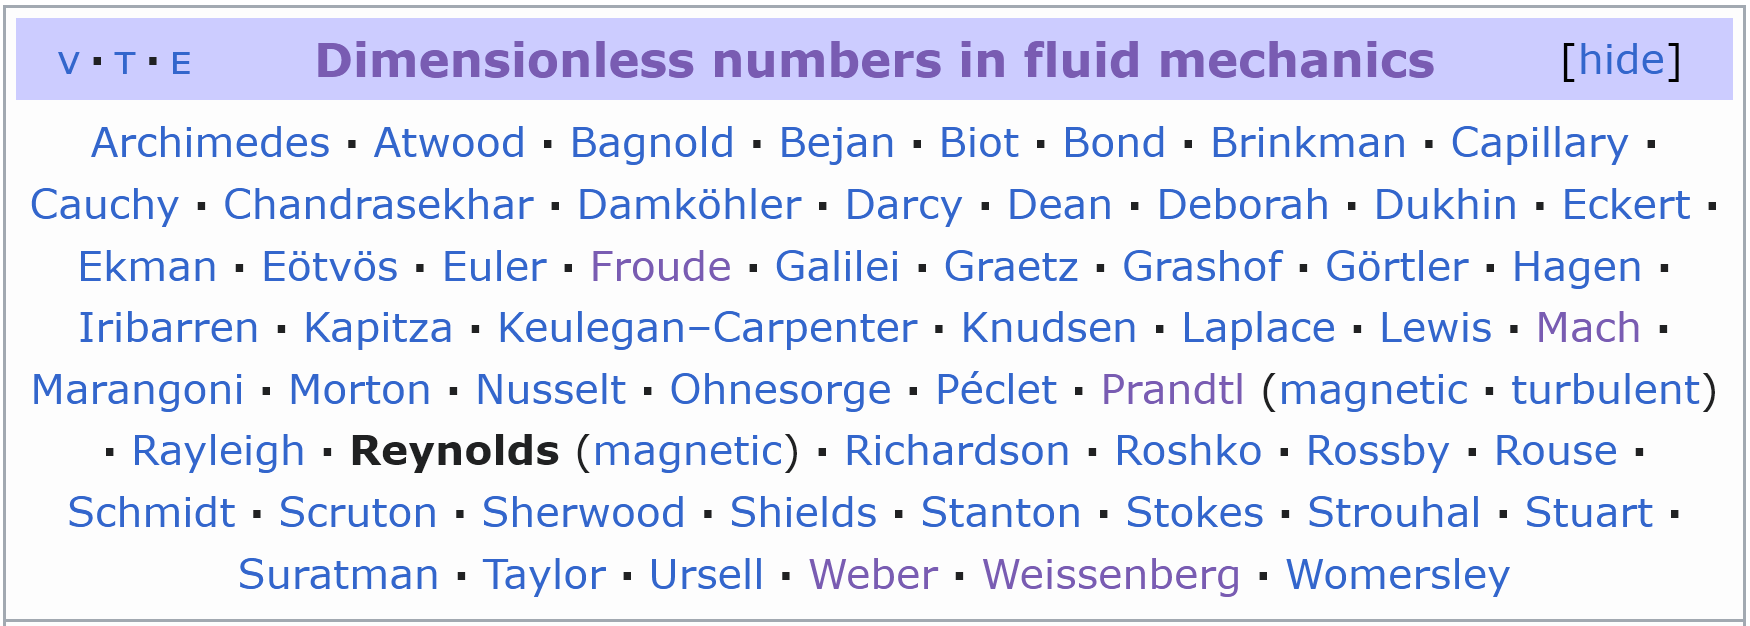 V · T · E Dimensionless numbers in fluid mechanics [hide]
Archimedes · Atwood · Bagnold · Bejan · Biot · Bond · Brinkman · Capillary ·
Cauchy · Chandrasekhar · Damköhler · Darcy · Dean · Deborah · Dukhin · Eckert ·
Ekman · Eötvös · Euler · Froude · Galilei · Graetz · Grashof · Görtler · Hagen ·
Iribarren · Kapitza · Keulegan–Carpenter · Knudsen · Laplace · Lewis · Mach ·
Marangoni · Morton · Nusselt · Ohnesorge · Péclet · Prandtl (magnetic · turbulent)
· Rayleigh · Reynolds (magnetic) · Richardson · Roshko · Rossby · Rouse ·
Schmidt · Scruton · Sherwood · Shields · Stanton · Stokes · Strouhal · Stuart ·
Suratman · Taylor · Ursell · Weber · Weissenberg · Womersley